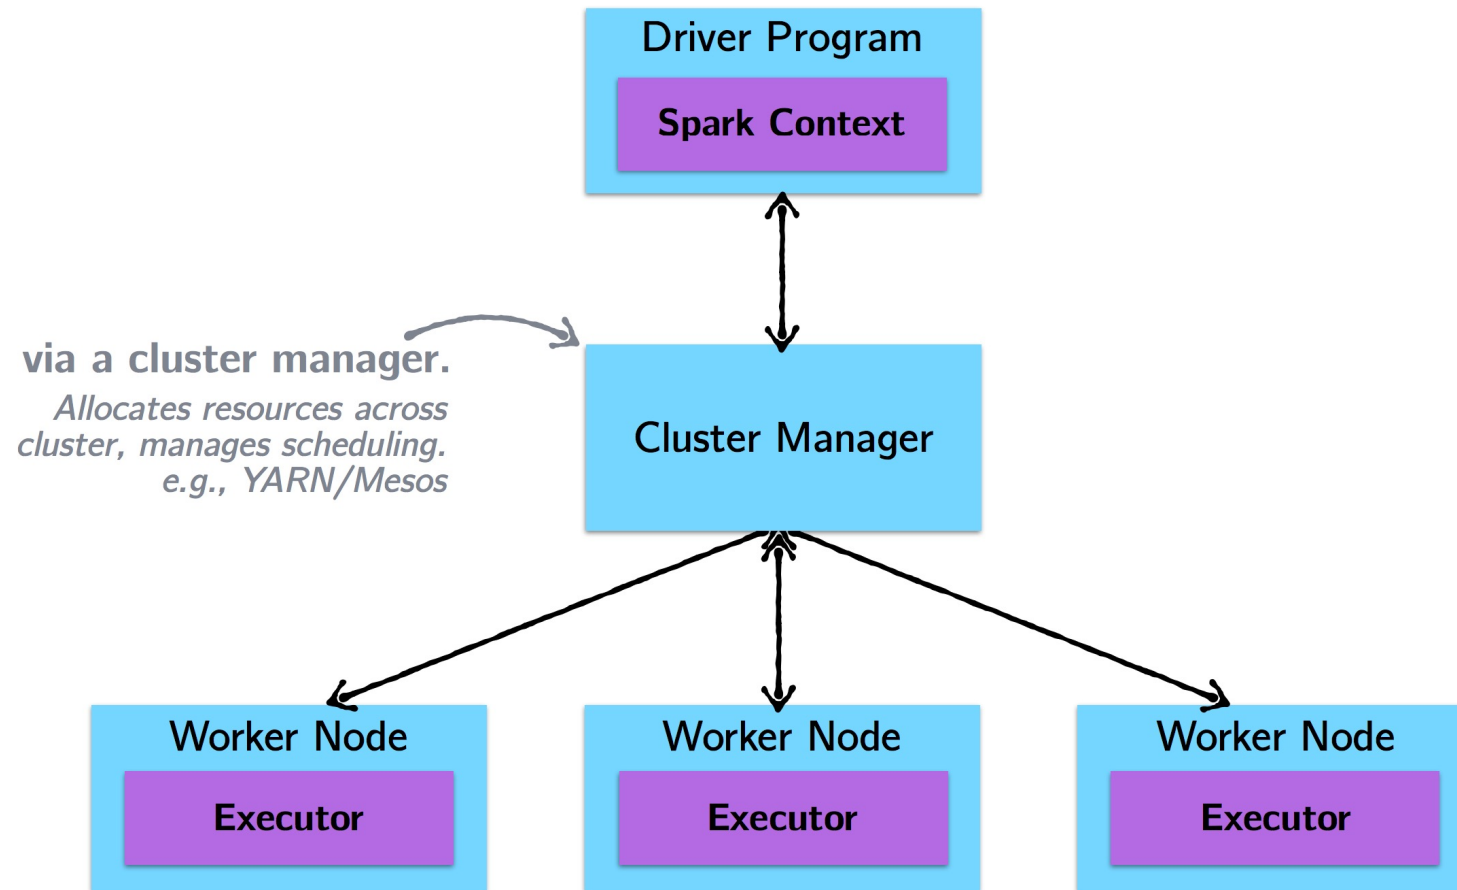 Driver Program
Spark Context
via a cluster manager.
Allocates resources across
cluster, manages scheduling.
e.g., YARN/Mesos
Cluster Manager
Worker Node
Executor
Worker Node
Executor
Worker Node
Executor